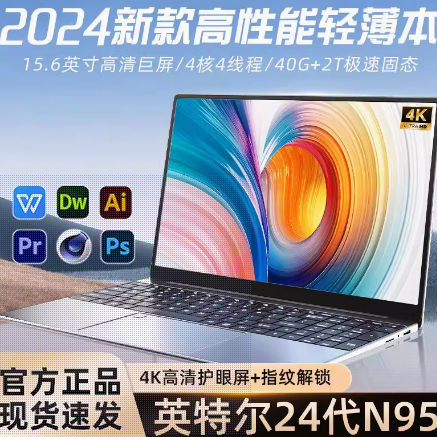 2024新款高性能轻薄本
15.6英寸高清巨屏/4核4线程/40G+2T极速固态
4K
ULTRA HD
W Dw Ai
Pr Ps
官方正品
现货速发
4K高清护眼屏+指纹解锁
英特尔24代N95